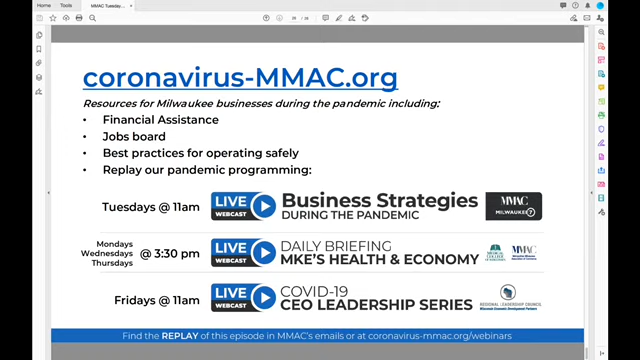 Home Tools MMAC Tuesday...
coronavirus-MMAC.org
Resources for Milwaukee businesses during the pandemic including:
• Financial Assistance
• Jobs board
• Best practices for operating safely
• Replay our pandemic programming:
Tuesdays @ 11am
LIVE
WEBCAST
Business Strategies
DURING THE PANDEMIC
MMAC
MILWAUKEE7
Mondays
Wednesdays
Thursdays
@ 3:30 pm
LIVE
WEBCAST
DAILY BRIEFING
MKE'S HEALTH & ECONOMY
MMAC
Fridays @ 11am
LIVE
WEBCAST
COVID-19
CEO LEADERSHIP SERIES
REGIONAL LEADERSHIP COUNCIL
Find the REPLAY of this episode in MMAC's emails or at coronavirus-mmac.org/webinars